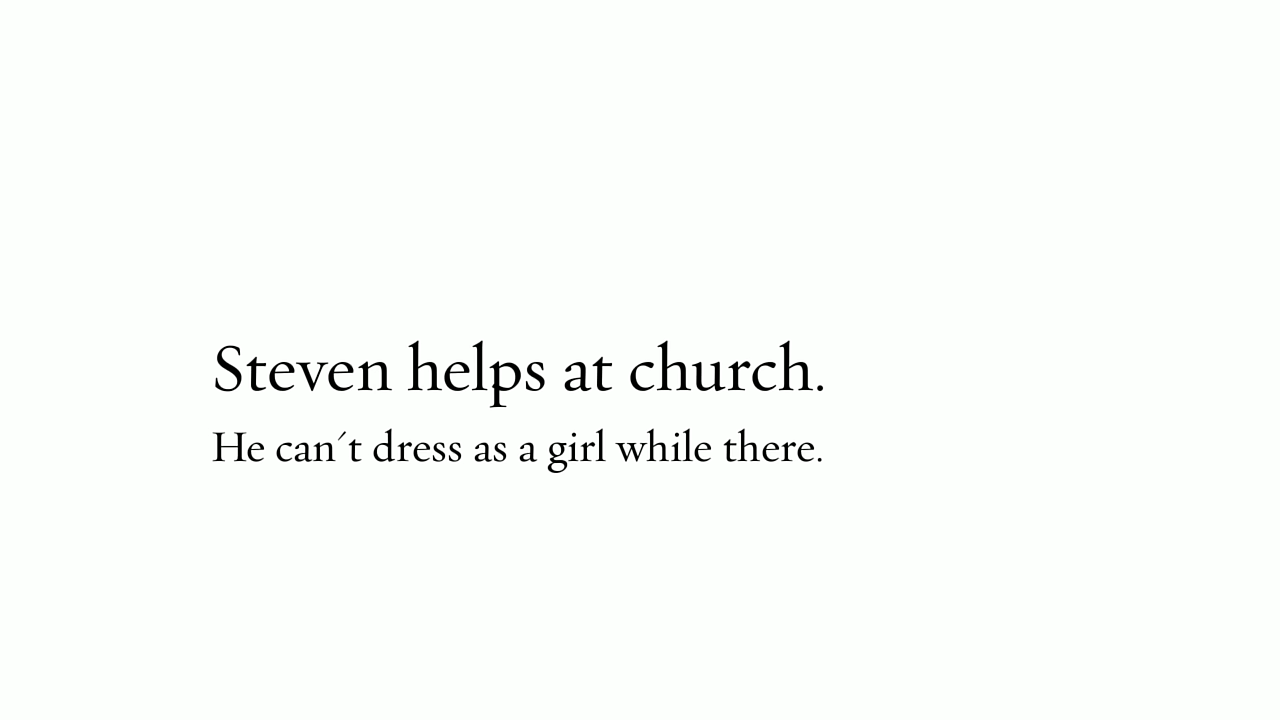 Steven helps at church.
He can´t dress as a girl while there.